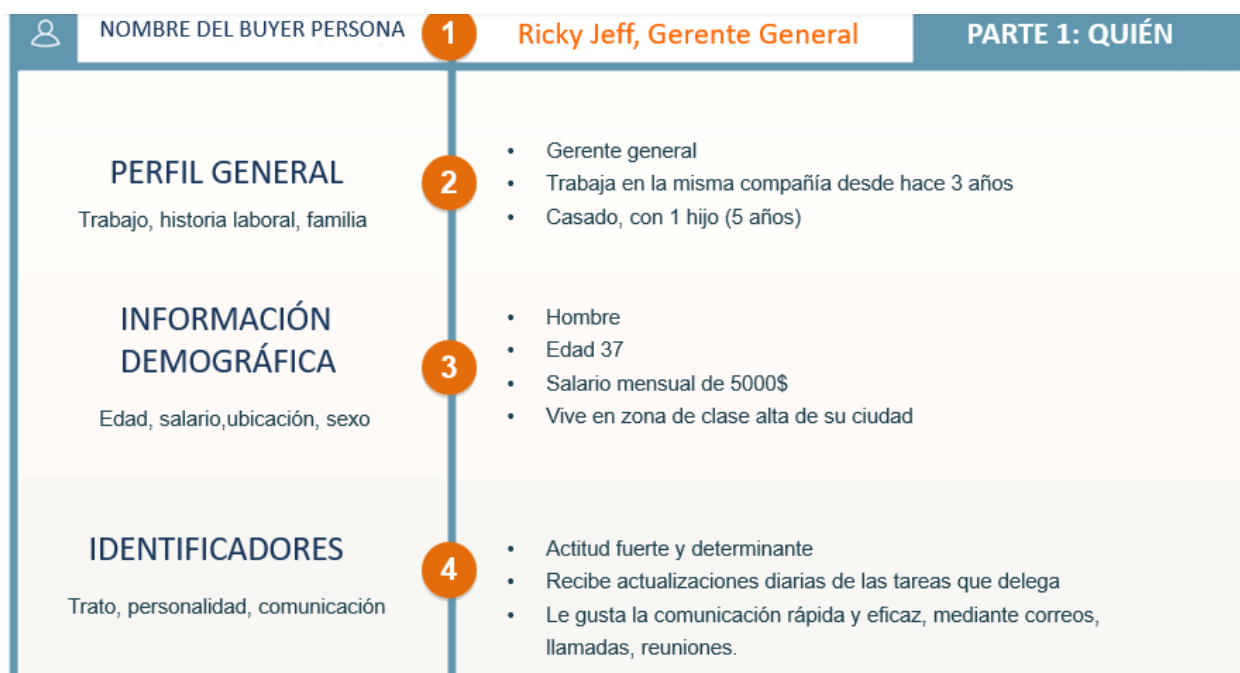 NOMBRE DEL BUYER PERSONA
1
Ricky Jeff, Gerente General
PARTE 1: QUIÉN
PERFIL GENERAL
Trabajo, historia laboral, familia
2
• Gerente general
• Trabaja en la misma compañía desde hace 3 años
• Casado, con 1 hijo (5 años)
INFORMACIÓN
DEMOGRÁFICA
Edad, salario,ubicación, sexo
3
• Hombre
• Edad 37
• Salario mensual de 5000$
• Vive en zona de clase alta de su ciudad
IDENTIFICADORES
Trato, personalidad, comunicación
4
• Actitud fuerte y determinante
• Recibe actualizaciones diarias de las tareas que delega
• Le gusta la comunicación rápida y eficaz, mediante correos,
llamadas, reuniones.